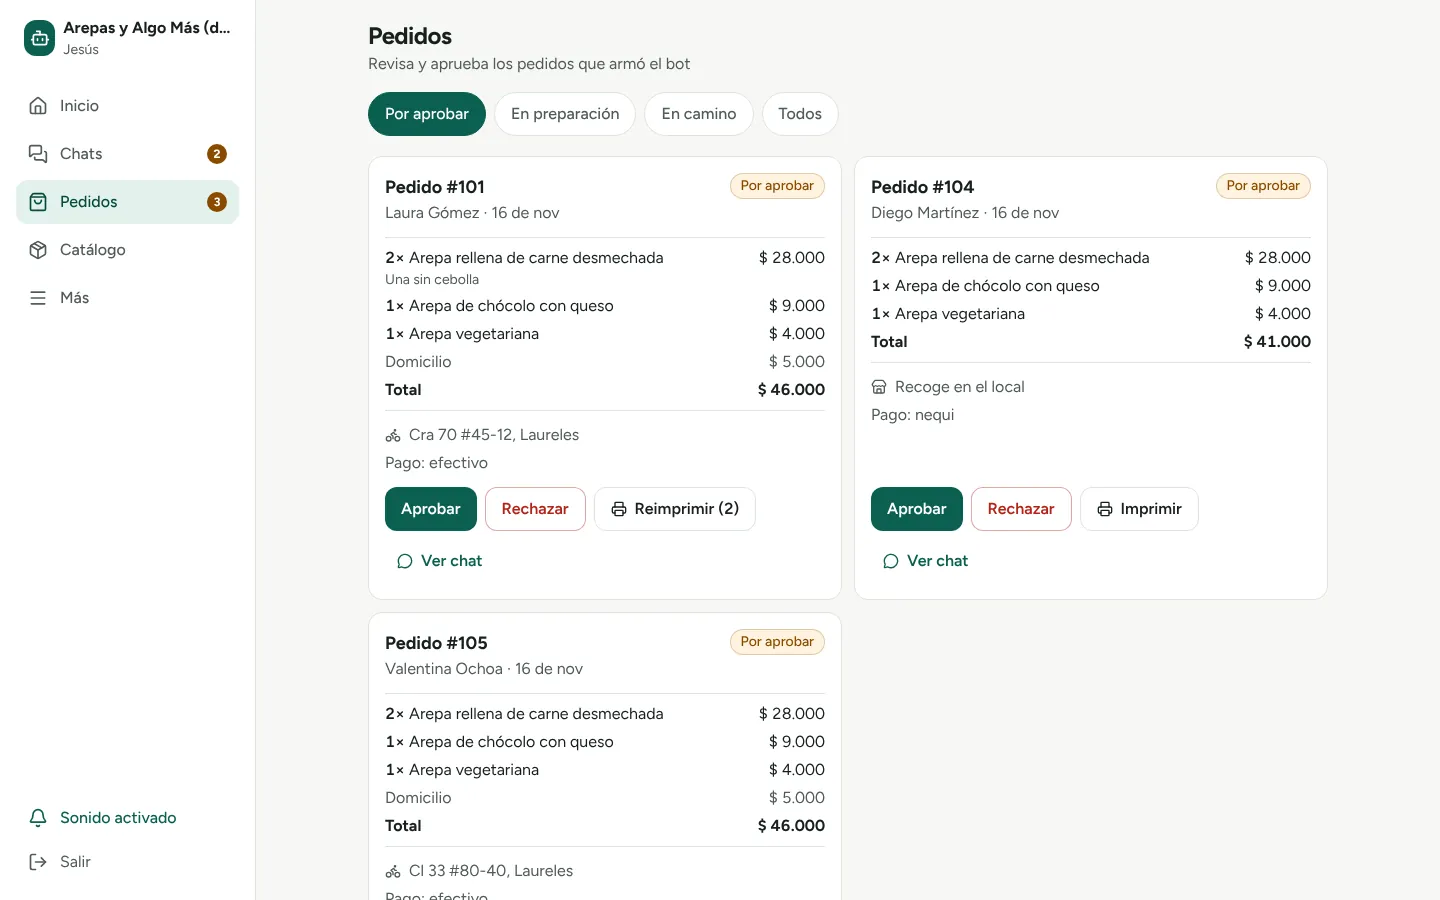 Arepas y Algo Más (d...
Jesús
Inicio
Chats 2
Pedidos 3
Catálogo
Más
Sonido activado
Salir
Pedidos
Revisa y aprueba los pedidos que armó el bot
Por aprobar En preparación En camino Todos
Pedido #101 Por aprobar
Laura Gómez · 16 de nov
2× Arepa rellena de carne desmechada $ 28.000
Una sin cebolla
1× Arepa de chócolo con queso $ 9.000
1× Arepa vegetariana $ 4.000
Domicilio $ 5.000
Total $ 46.000
Cra 70 #45-12, Laureles
Pago: efectivo
Aprobar Rechazar Reimprimir (2)
Ver chat
Pedido #104 Por aprobar
Diego Martínez · 16 de nov
2× Arepa rellena de carne desmechada $ 28.000
1× Arepa de chócolo con queso $ 9.000
1× Arepa vegetariana $ 4.000
Total $ 41.000
Recoge en el local
Pago: nequi
Aprobar Rechazar Imprimir
Ver chat
Pedido #105 Por aprobar
Valentina Ochoa · 16 de nov
2× Arepa rellena de carne desmechada $ 28.000
1× Arepa de chócolo con queso $ 9.000
1× Arepa vegetariana $ 4.000
Domicilio $ 5.000
Total $ 46.000
Cl 33 #80-40, Laureles
Pago: efectivo